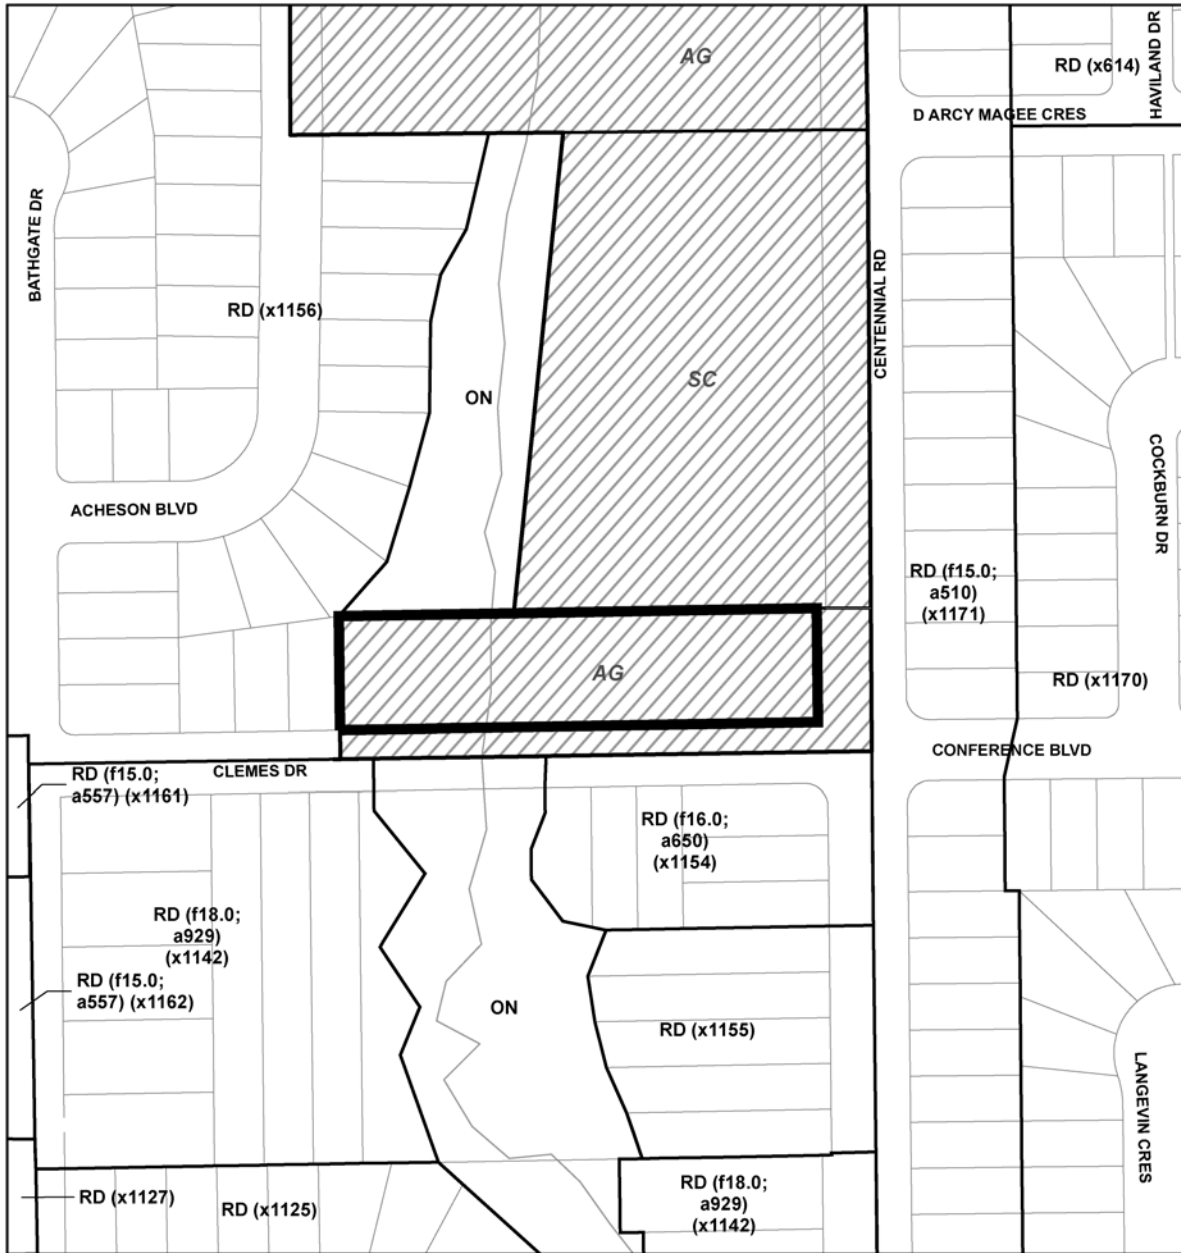 AG
RD (x614)
HAVILAND DR
D ARCY MAGEE CRES
BATHGATE DR
RD (x1156)
CENTENNIAL RD
SC
ON
COCKBURN DR
ACHESON BLVD
RD (f15.0;
a510)
(x1171)
AG
RD (x1170)
CONFERENCE BLVD
CLEMES DR
RD (f15.0;
a557) (x1161)
RD (f16.0;
a650)
(x1154)
RD (f18.0;
a929)
(x1142)
RD (f15.0;
a557) (x1162)
ON
RD (x1155)
LANGEVIN CRES
RD (x1127)
RD (x1125)
RD (f18.0;
a929)
(x1142)